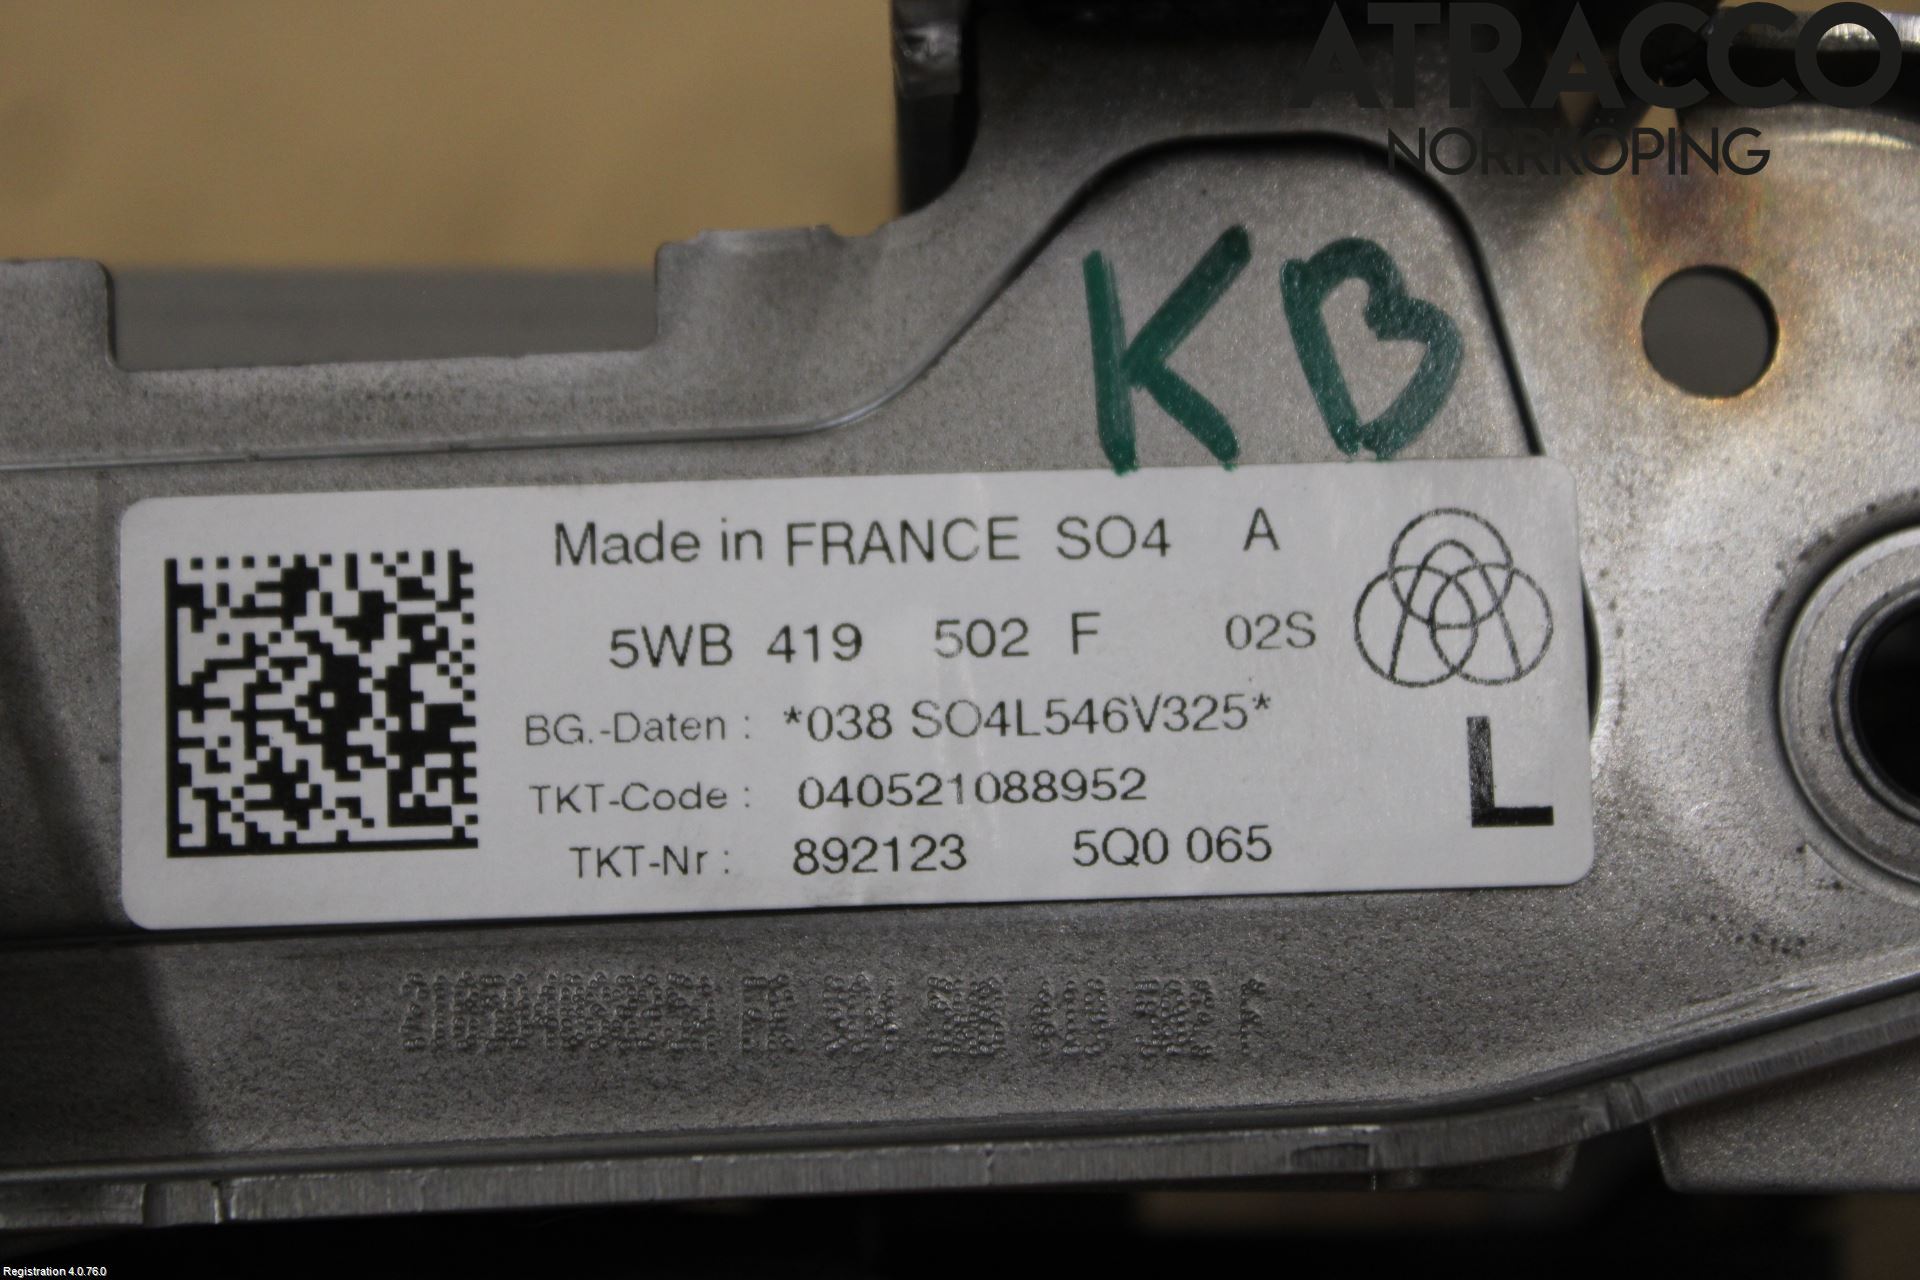 ATRACCO
NORRKÖPING
KB
Made in FRANCE SO4 A
5WB 419 502 F 02S
BG.-Daten : *038 SO4L546V325*
TKT-Code : 040521088952
L
TKT-Nr : 892123 5Q0 065
Registration 4.0.76.0